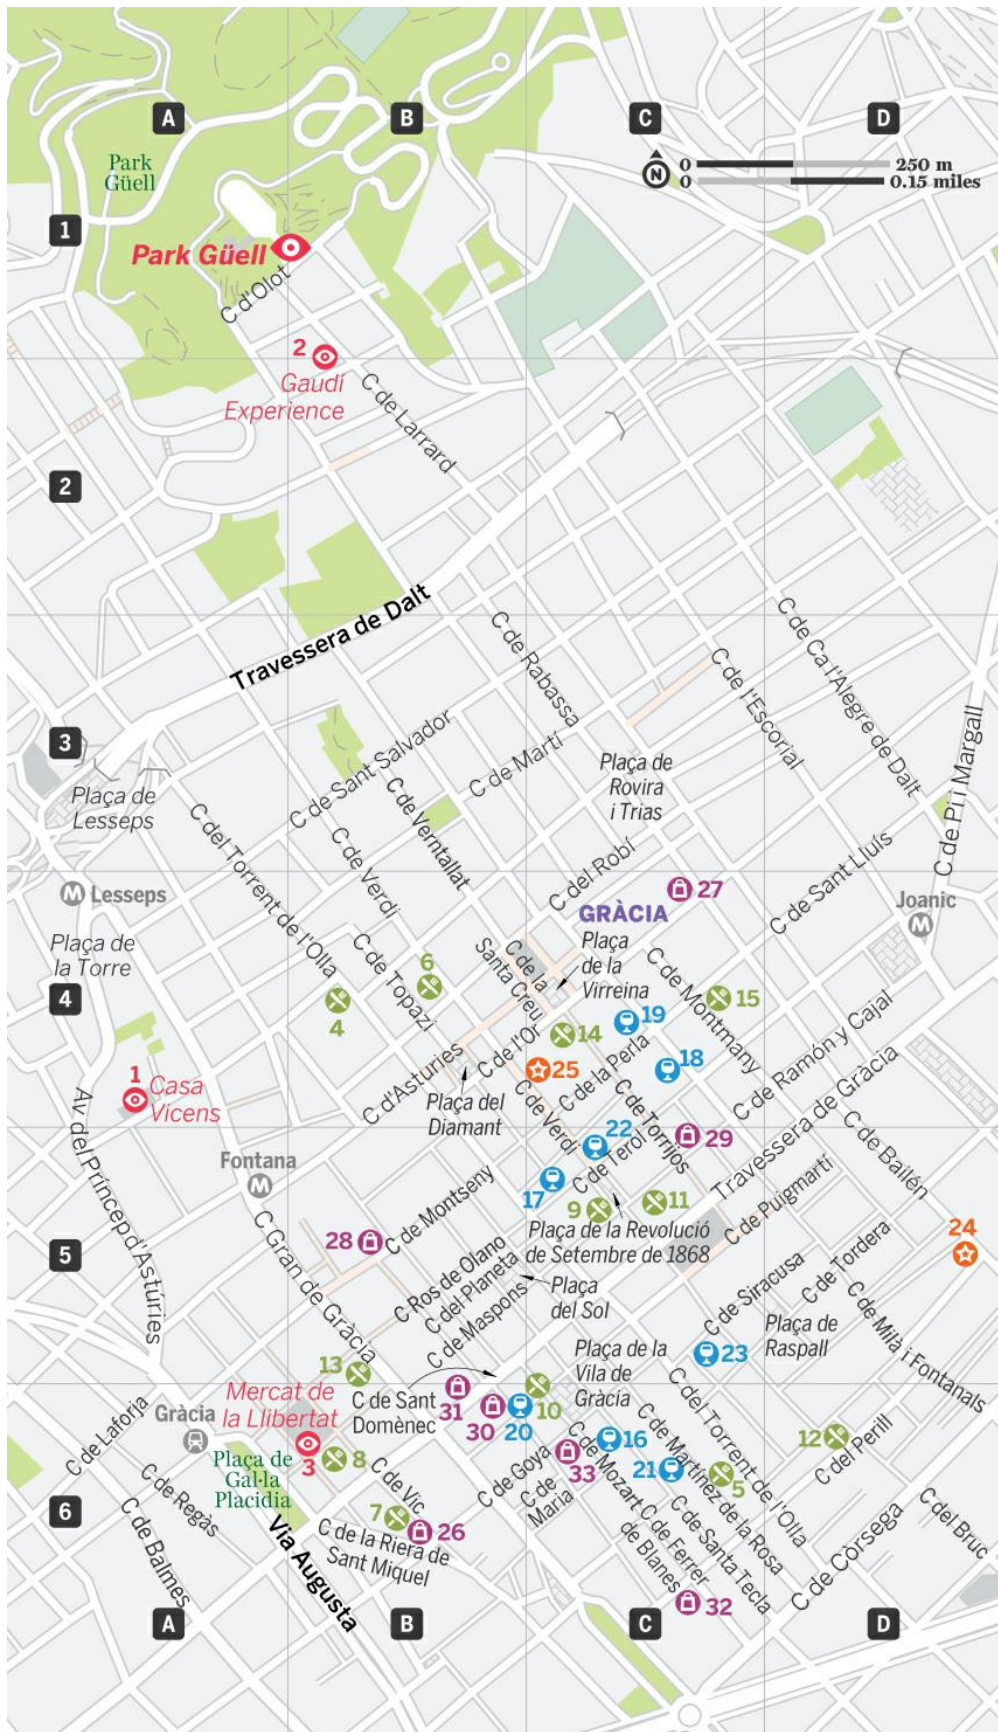 A
B
C
D
Park
Güell
0
250 m
N
0
0.15 miles
1
Park Güell
C d'Olot
2
Gaudí
Experience
C de Larrard
2
Travessera de Dalt
C de Rabassa
C de Ca l'Alegre de Dalt
C de l'Escorial
3
C de Sant Salvador
C de Martí
Plaça de
Rovira
i Trias
C de Pi i Margall
Plaça de
Lesseps
C del Torrent de l'Olla
C de Verdi
C de Verntallat
C del Robí
C de Sant Lluís
M Lesseps
27
GRÀCIA
Joanic
M
Plaça de
la Torre
C de Topazi
6
C de la
Santa Creu
Plaça
de la
Virreina
C de Montmany
15
4
4
19
14
C de l'Or
C de la Perla
18
C de Ramón y Cajal
25
1
Casa
Vicens
C d'Astúries
Plaça del
Diamant
C de Verdi
C de Torrijos
Travessera de Gràcia
Av del Príncep d'Astúries
22
29
C de Bailén
Fontana
M
C de Montseny
17
C de Terol
9
11
C de Puigmartí
Plaça de la Revolució
de Setembre de 1868
24
28
5
C Gran de Gràcia
C Ros de Olano
C del Planeta
C de Maspons
Plaça
del Sol
C de Siracusa
C de Tordera
C de Milà i Fontanals
Plaça de
Raspall
23
13
Plaça de la
Vila de
Gràcia
Mercat de
la Llibertat
C de Sant
Domènec
31
30
20
10
C de Laforja
Gràcia
3
8
C de Goya
33
16
21
5
12
C de Perill
C de Martínez de la Rosa
C del Torrent de l'Olla
Plaça de
Gal·la
Placidia
C de Vic
C de
Maria
C de Mozart
6
C de Regàs
7
26
C de la Riera de
Sant Miquel
C de Ferrer
de Blanes
C de Santa Tecla
C de Còrsega
C del Bruc
C de Balmes
Via Augusta
32
A
B
C
D